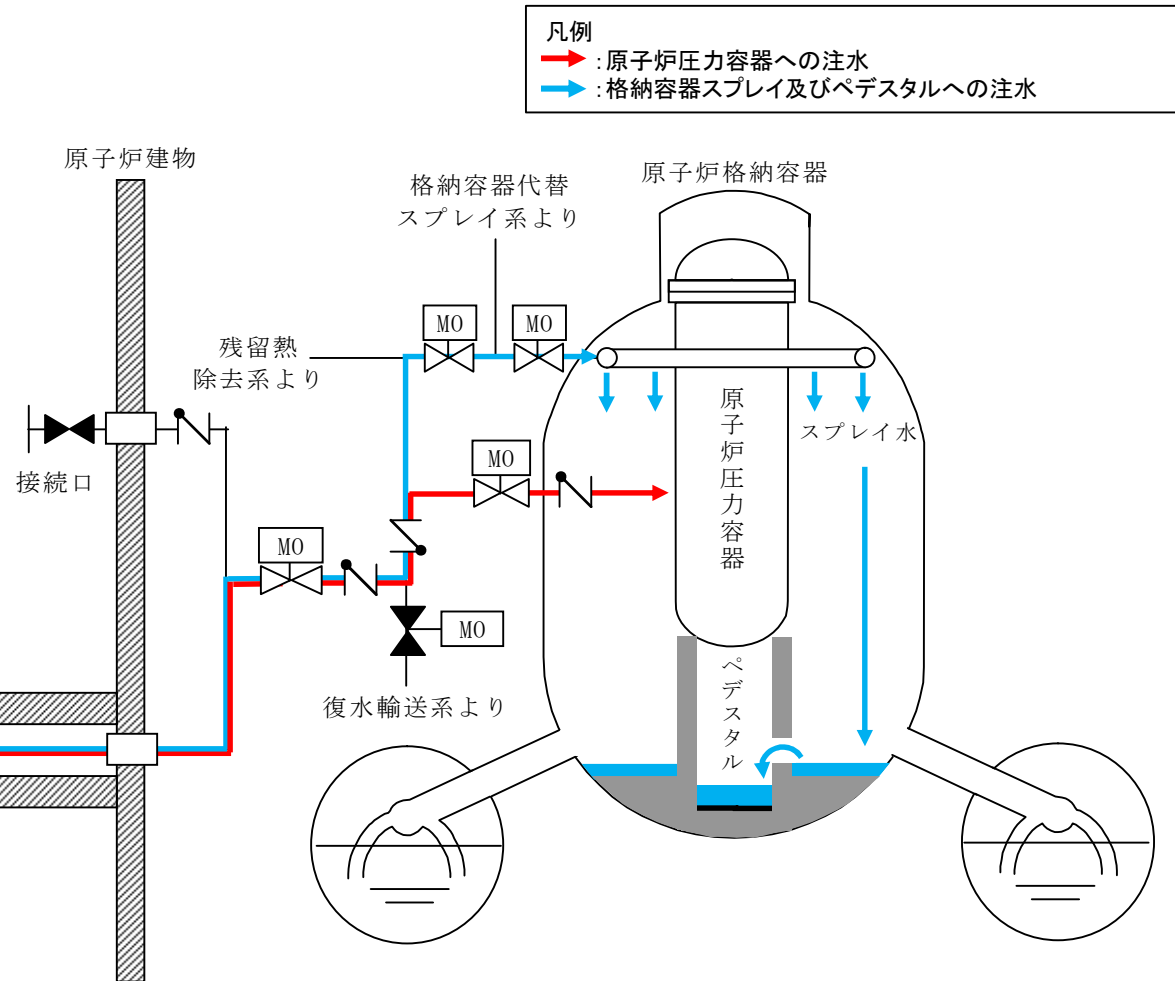 凡例
：原子炉圧力容器への注水
：格納容器スプレイ及びペデスタルへの注水
原子炉建物
格納容器代替
スプレイ系より
原子炉格納容器
MO
MO
残留熱
除去系より
原子炉圧力容器
スプレイ水
MO
接続口
MO
MO
ペデスタル
復水輸送系より